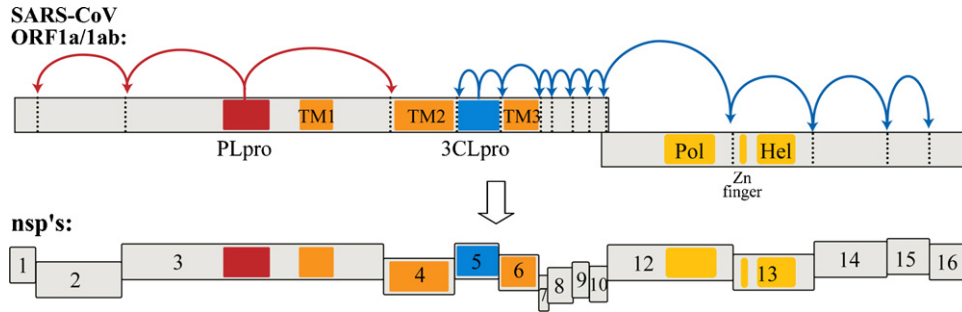 SARS-CoV
ORF1a/1ab:
TM1 TM2 TM3
PLpro 3CLpro
Pol Hel
Zn
finger
nsp's:
1 2 3 4 5 6 7 8 9 10 12 13 14 15 16